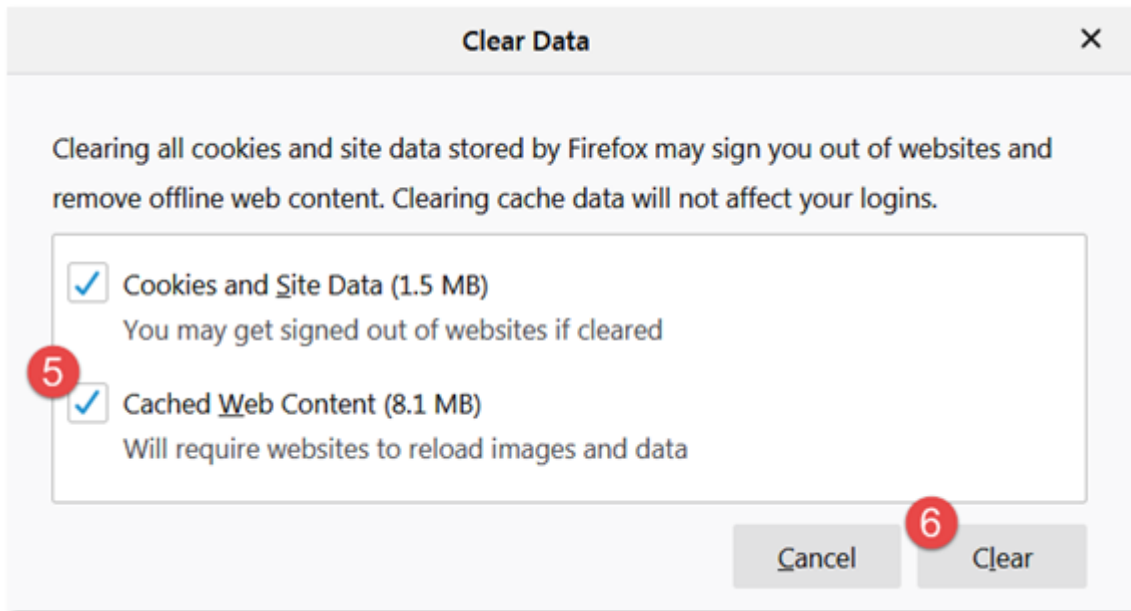 Clear Data
Clearing all cookies and site data stored by Firefox may sign you out of websites and
remove offline web content. Clearing cache data will not affect your logins.
Cookies and Site Data (1.5 MB)
You may get signed out of websites if cleared
5
Cached Web Content (8.1 MB)
Will require websites to reload images and data
Cancel
6
Clear